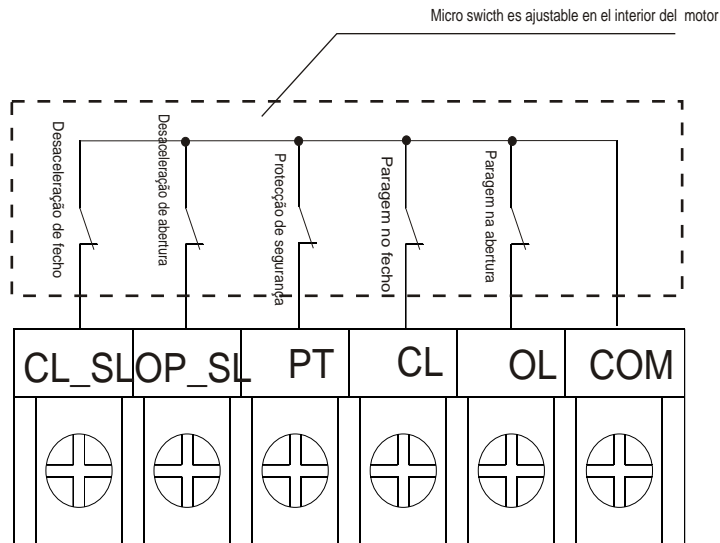 Micro swicth es ajustable en el interior del motor
Desaceleração de fecho
Desaceleração de abertura
Protecção de segurança
Paragem no fecho
Paragem na abertura
CL_SL
OP_SL
PT
CL
OL
COM